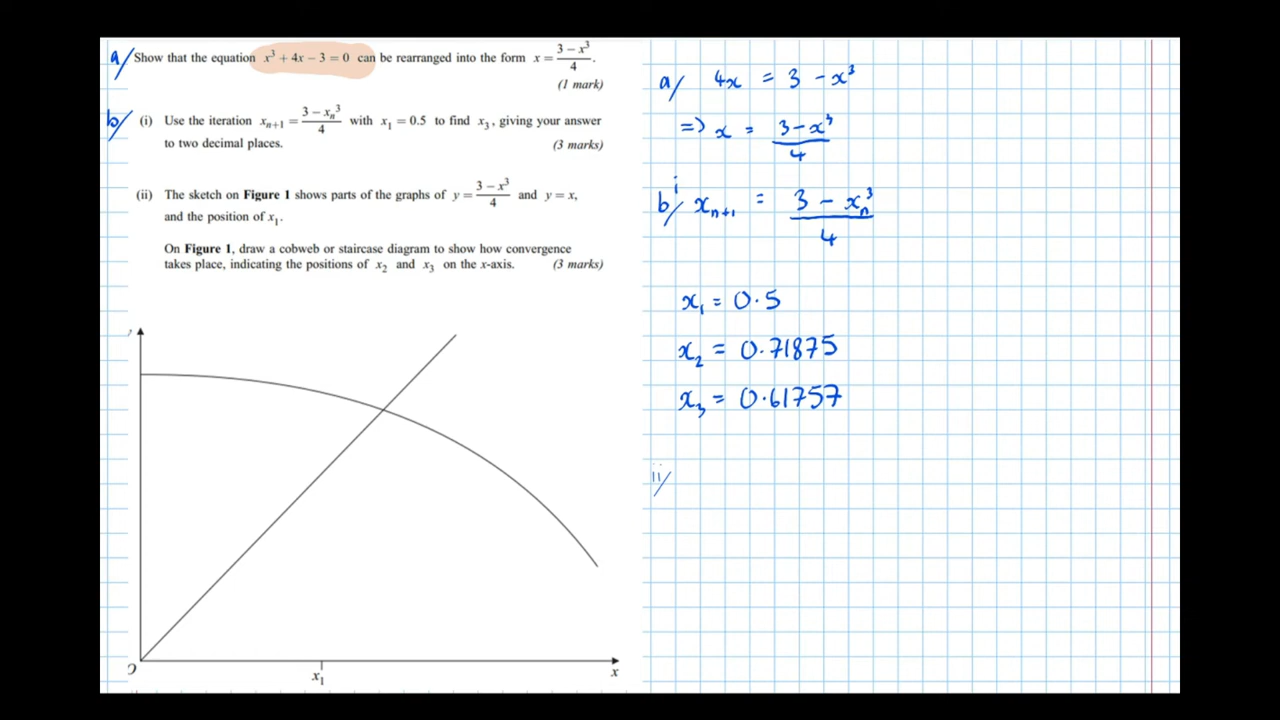 a/ Show that the equation x³ + 4x − 3 = 0 can be rearranged into the form x = (3 − x³)/4.
(1 mark)
b/ (i) Use the iteration xₙ₊₁ = (3 − xₙ³)/4 with x₁ = 0.5 to find x₃, giving your answer
to two decimal places. (3 marks)
(ii) The sketch on Figure 1 shows parts of the graphs of y = (3 − x³)/4 and y = x,
and the position of x₁.
On Figure 1, draw a cobweb or staircase diagram to show how convergence
takes place, indicating the positions of x₂ and x₃ on the x-axis. (3 marks)
O
x₁
x
a/ 4x = 3 − x³
=> x = (3 − x³)/4
b/ i xₙ₊₁ = (3 − xₙ³)/4
x₁ = 0.5
x₂ = 0.71875
x₃ = 0.61757
ii/